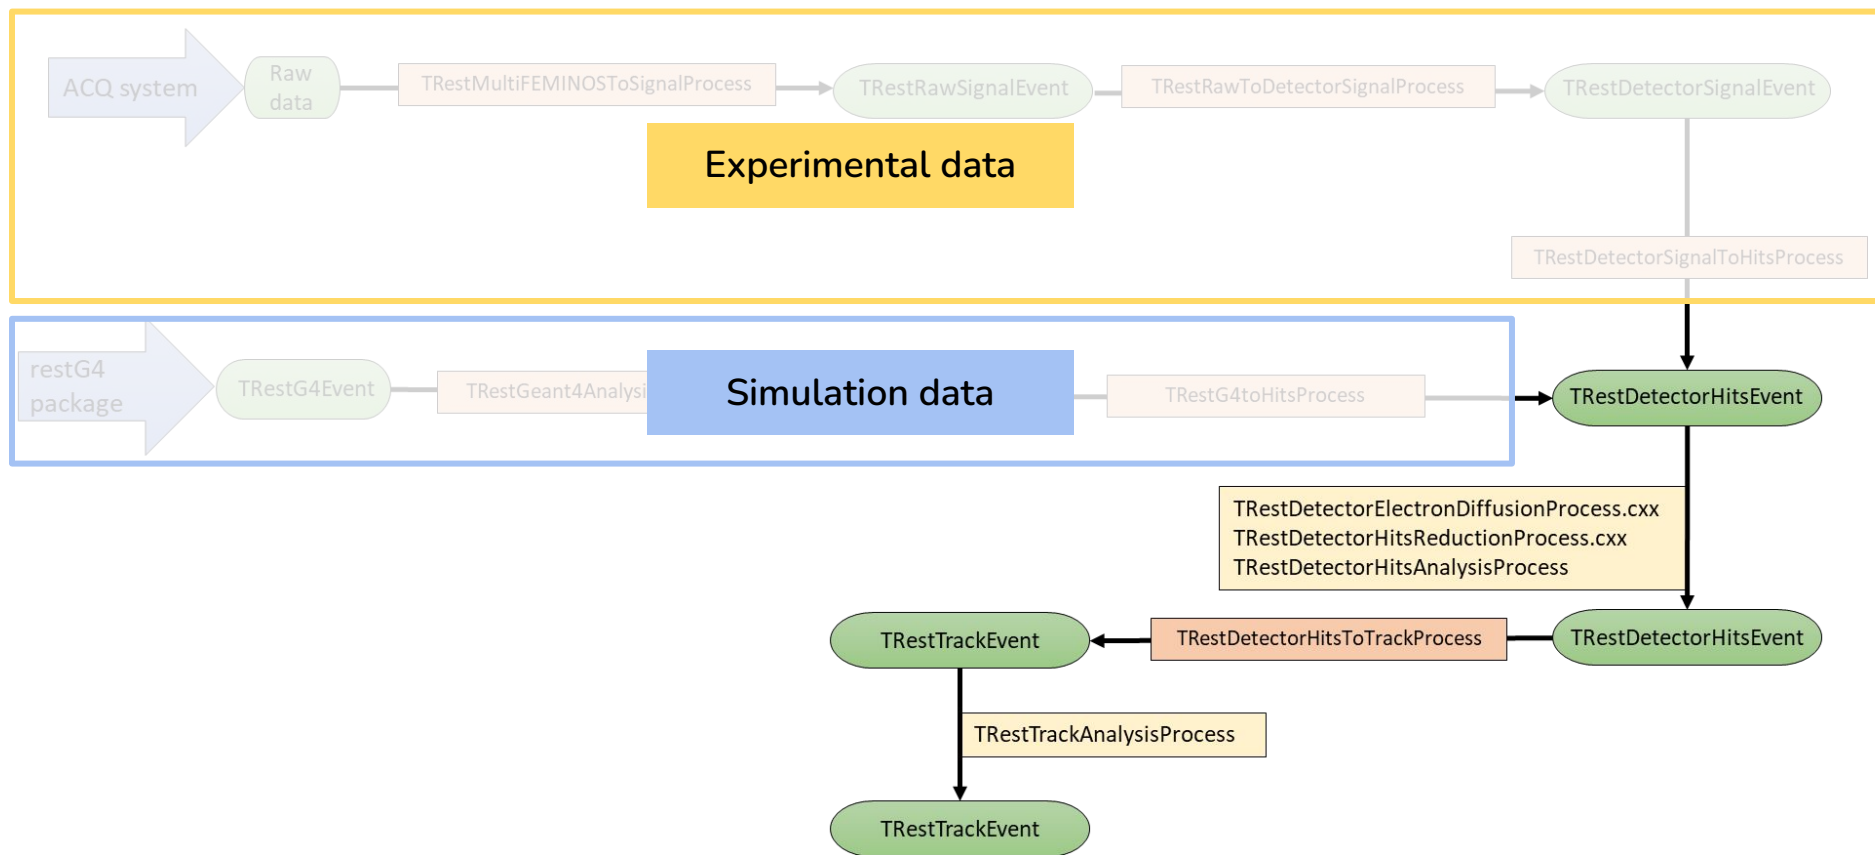 ACQ system
Raw
data
TRestMultiFEMINOSToSignalProcess
TRestRawSignalEvent
TRestRawToDetectorSignalProcess
TRestDetectorSignalEvent
Experimental data
TRestDetectorSignalToHitsProcess
restG4
package
TRestG4Event
TRestGeant4Analysi
Simulation data
TRestG4toHitsProcess
TRestDetectorHitsEvent
TRestDetectorElectronDiffusionProcess.cxx
TRestDetectorHitsReductionProcess.cxx
TRestDetectorHitsAnalysisProcess
TRestTrackEvent
TRestDetectorHitsToTrackProcess
TRestDetectorHitsEvent
TRestTrackAnalysisProcess
TRestTrackEvent